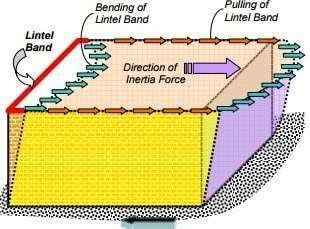 Bending of
Lintel Band
Pulling of
Lintel Band
Lintel
Band
Direction of
Inertia Force